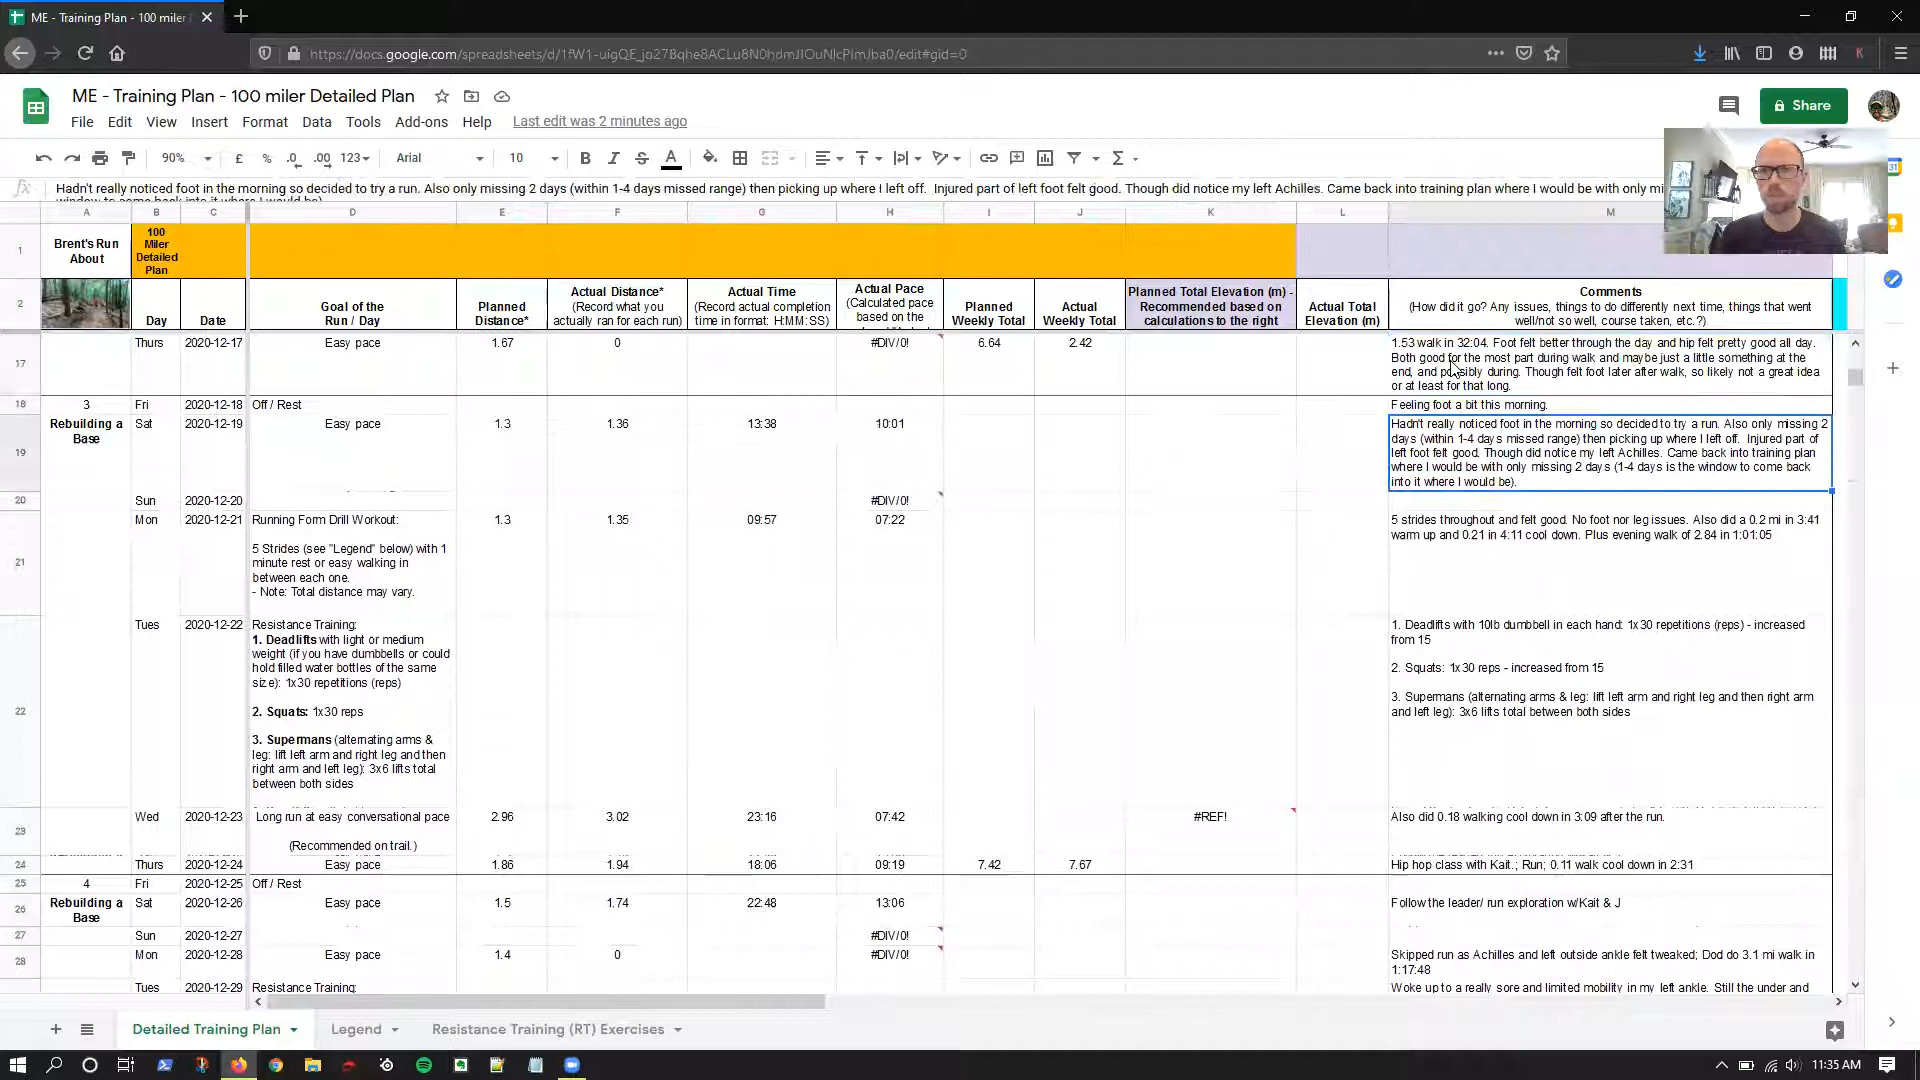 ME - Training Plan - 100 miler
https://docs.google.com/spreadsheets/d/
ME - Training Plan - 100 miler Detailed Plan
Share
File Edit View Insert Format Data Tools Add-ons Help Last edit was 2 minutes ago
90% £ % .0 .00 123 Arial 10 B I S A
Hadn't really noticed foot in the morning so decided to try a run. Also only missing 2 days (within 1-4 days missed range) then picking up where I left off. Injured part of left foot felt good. Though did notice my left Achilles. Came back into training plan where I would be with only mi
A B C D E F G H I J K L M
1
Brent's Run
About
100
Miler
Detailed
Plan
2
Day
Date
Goal of the
Run / Day
Planned
Distance*
Actual Distance*
(Record what you
actually ran for each run)
Actual Time
(Record actual completion
time in format: H:MM:SS)
Actual Pace
(Calculated pace
based on the
Planned
Weekly Total
Actual
Weekly Total
Planned Total Elevation (m) -
Recommended based on
calculations to the right
Actual Total
Elevation (m)
Comments
(How did it go? Any issues, things to do differently next time, things that went
well/not so well, course taken, etc.?)
17
Thurs 2020-12-17 Easy pace 1.67 0 #DIV/0! 6.64 2.42
1.53 walk in 32:04. Foot felt better through the day and hip felt pretty good all day.
Both good for the most part during walk and maybe just a little something at the
end, and possibly during. Though felt foot later after walk, so likely not a great idea
or at least for that long.
18 3 Fri 2020-12-18 Off / Rest Feeling foot a bit this morning.
19
Rebuilding a
Base
Sat 2020-12-19 Easy pace 1.3 1.36 13:38 10:01
Hadn't really noticed foot in the morning so decided to try a run. Also only missing 2
days (within 1-4 days missed range) then picking up where I left off. Injured part of
left foot felt good. Though did notice my left Achilles. Came back into training plan
where I would be with only missing 2 days (1-4 days is the window to come back
into it where I would be).
20 Sun 2020-12-20 #DIV/0!
21
Mon 2020-12-21 Running Form Drill Workout: 1.3 1.35 09:57 07:22
5 Strides (see "Legend" below) with 1
minute rest or easy walking in
between each one.
- Note: Total distance may vary.
5 strides throughout and felt good. No foot nor leg issues. Also did a 0.2 mi in 3:41
warm up and 0.21 in 4:11 cool down. Plus evening walk of 2.84 in 1:01:05
22
Tues 2020-12-22 Resistance Training:
1. Deadlifts with light or medium
weight (if you have dumbbells or could
hold filled water bottles of the same
size): 1x30 repetitions (reps)
2. Squats: 1x30 reps
3. Supermans (alternating arms &
leg: lift left arm and right leg and then
right arm and left leg): 3x6 lifts total
between both sides
1. Deadlifts with 10lb dumbbell in each hand: 1x30 repetitions (reps) - increased
from 15
2. Squats: 1x30 reps - increased from 15
3. Supermans (alternating arms & leg: lift left arm and right leg and then right arm
and left leg): 3x6 lifts total between both sides
23
Wed 2020-12-23 Long run at easy conversational pace 2.96 3.02 23:16 07:42 #REF! Also did 0.18 walking cool down in 3:09 after the run.
(Recommended on trail.)
24 Thurs 2020-12-24 Easy pace 1.86 1.94 18:06 09:19 7.42 7.67 Hip hop class with Kait.; Run; 0.11 walk cool down in 2:31
25 4 Fri 2020-12-25 Off / Rest
26
Rebuilding a
Base
Sat 2020-12-26 Easy pace 1.5 1.74 22:48 13:06 Follow the leader/ run exploration w/Kait & J
27 Sun 2020-12-27 #DIV/0!
28 Mon 2020-12-28 Easy pace 1.4 0 #DIV/0!
Skipped run as Achilles and left outside ankle felt tweaked; Dod do 3.1 mi walk in
1:17:48
Tues 2020-12-29 Resistance Training: Woke up to a really sore and limited mobility in my left ankle. Still the under and
Detailed Training Plan Legend Resistance Training (RT) Exercises
11:35 AM